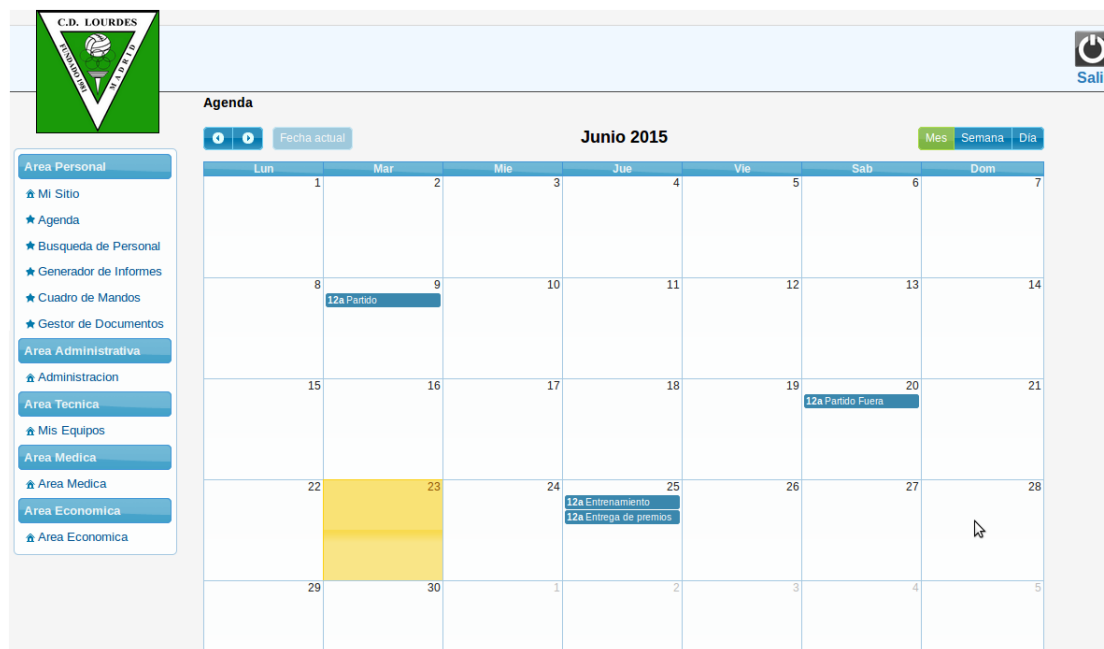 C.D. LOURDES
FUNDADO 1981
MADRID
Sali
Agenda
Fecha actual
Junio 2015
Mes Semana Día
Area Personal
Mi Sitio
Agenda
Busqueda de Personal
Generador de Informes
Cuadro de Mandos
Gestor de Documentos
Area Administrativa
Administracion
Area Tecnica
Mis Equipos
Area Medica
Area Medica
Area Economica
Area Economica
Lun Mar Mie Jue Vie Sab Dom
1 2 3 4 5 6 7
8 9 10 11 12 13 14
12a Partido
15 16 17 18 19 20 21
12a Partido Fuera
22 23 24 25 26 27 28
12a Entrenamiento
12a Entrega de premios
29 30 1 2 3 4 5